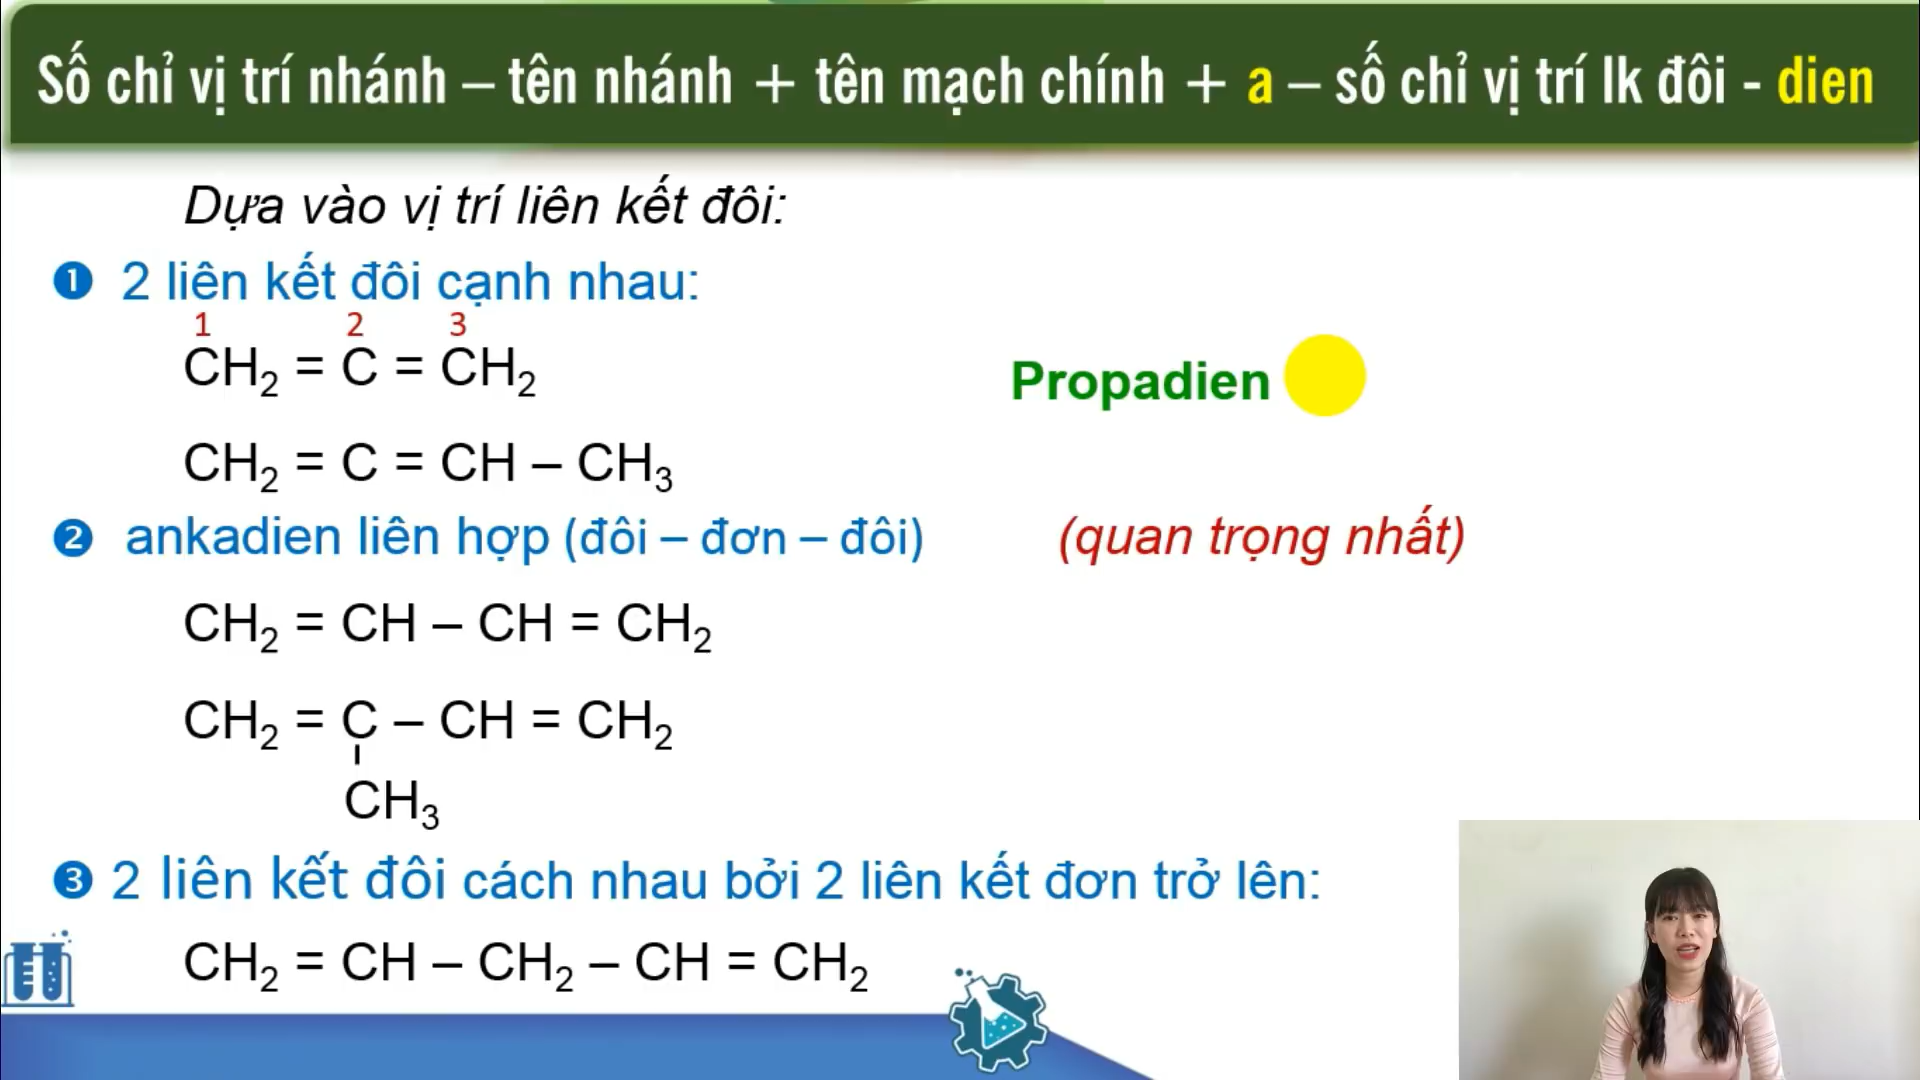 Số chỉ vị trí nhánh – tên nhánh + tên mạch chính + a – số chỉ vị trí lk đôi - dien
Dựa vào vị trí liên kết đôi:
❶ 2 liên kết đôi cạnh nhau:
1 2 3
CH₂ = C = CH₂
Propadien
CH₂ = C = CH – CH₃
❷ ankadien liên hợp (đôi – đơn – đôi) (quan trọng nhất)
CH₂ = CH – CH = CH₂
CH₂ = C – CH = CH₂
CH₃
❸ 2 liên kết đôi cách nhau bởi 2 liên kết đơn trở lên:
CH₂ = CH – CH₂ – CH = CH₂